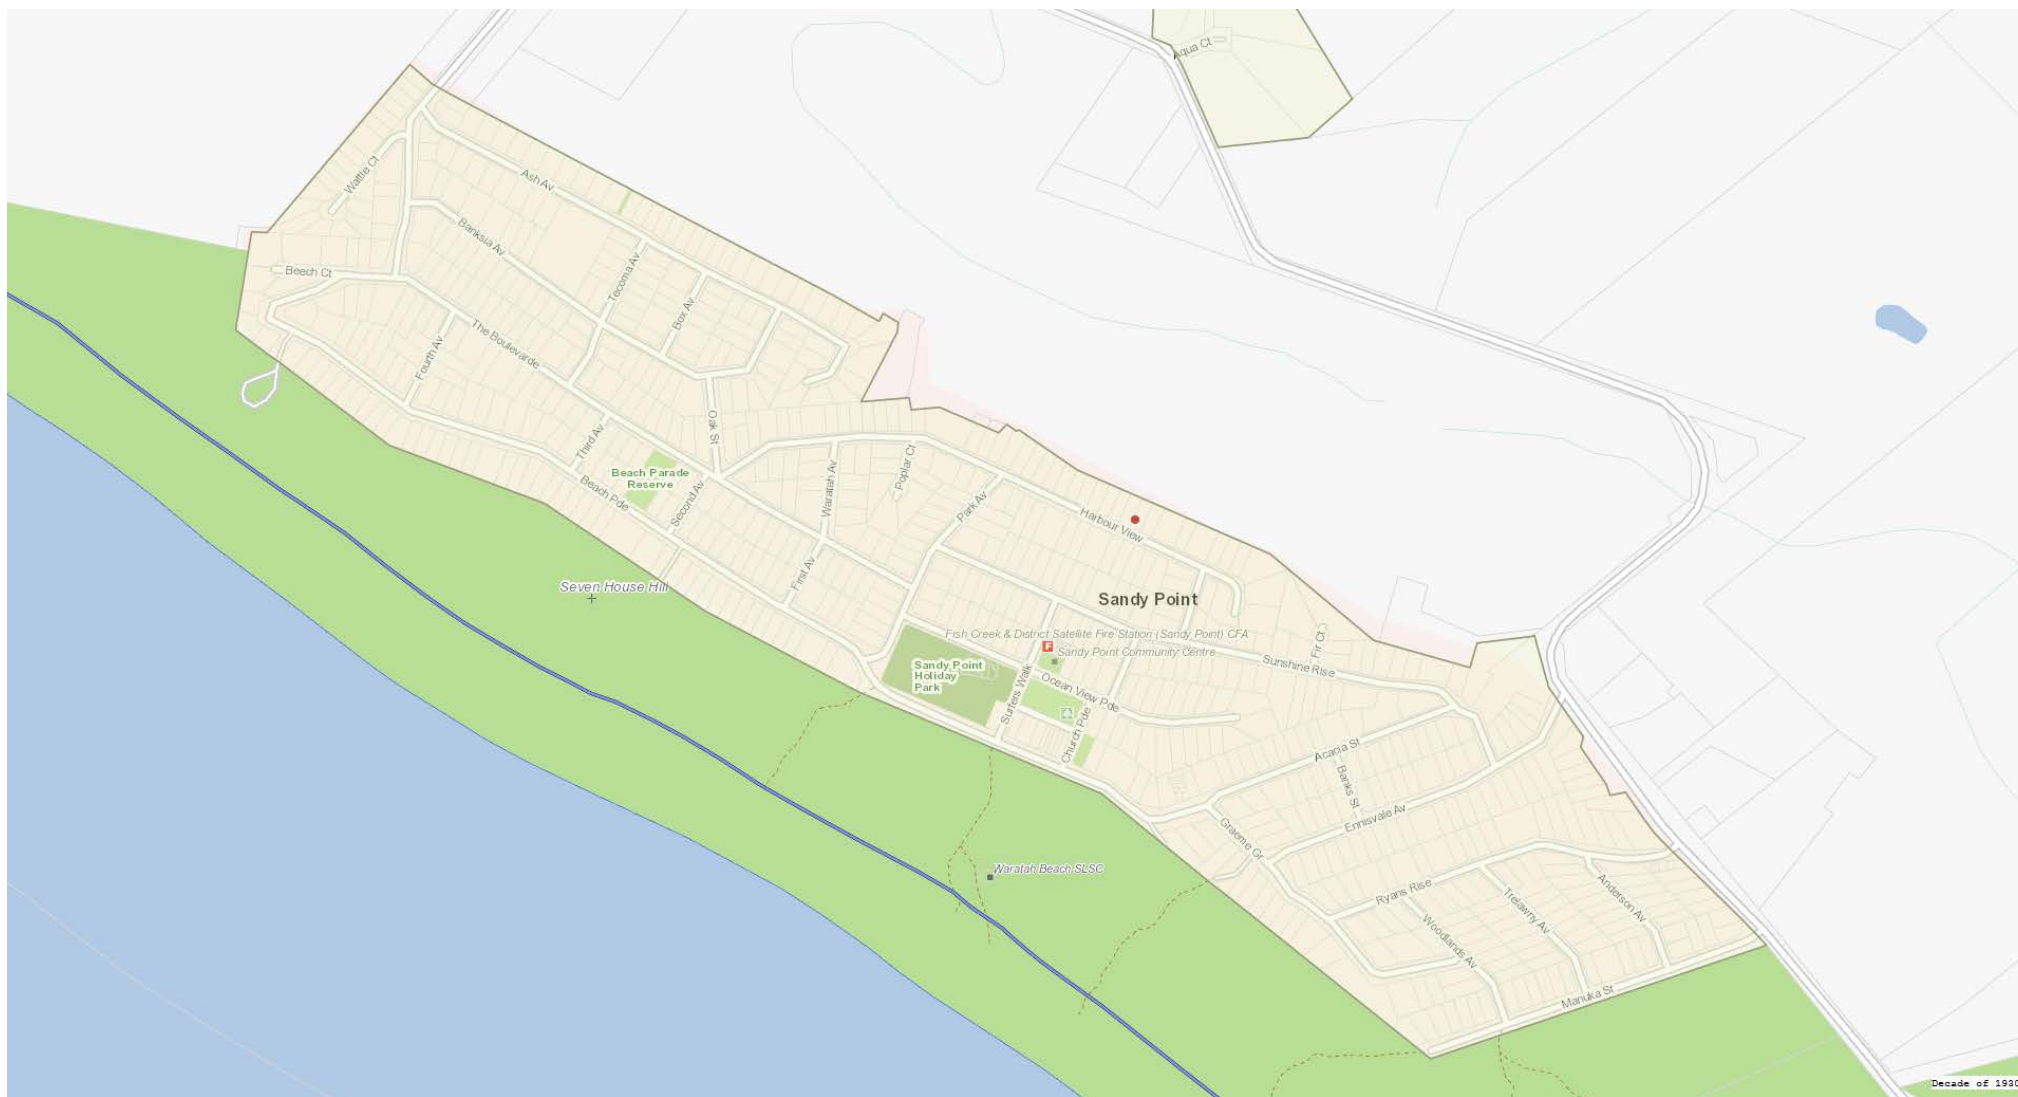 Aqua Ct
Wattle Ct
Ash Av
Banksia Av
Beech Ct
Tecoma Av
Box Av
The Boulevarde
Fourth Av
Oak St
Third Av
Beach Parade
Reserve
Beach Pde
Second Av
Waratah Av
Poplar Ct
Park Av
Harbour View
First Av
Seven House Hill
Sandy Point
Fish Creek & District Satellite Fire Station (Sandy Point) CFA
F
Sandy Point Community Centre
Fir Ct
Sunshine Rise
Sandy Point
Holiday
Park
Surfers Walk
Ocean View Pde
Church Pde
Acacia St
Banks St
Ennisvale Av
Graeme Gr
Waratah Beach SLSC
Ryans Rise
Trelawny Av
Anderson Av
Woodlands Av
Manuka St
Decade of 1930